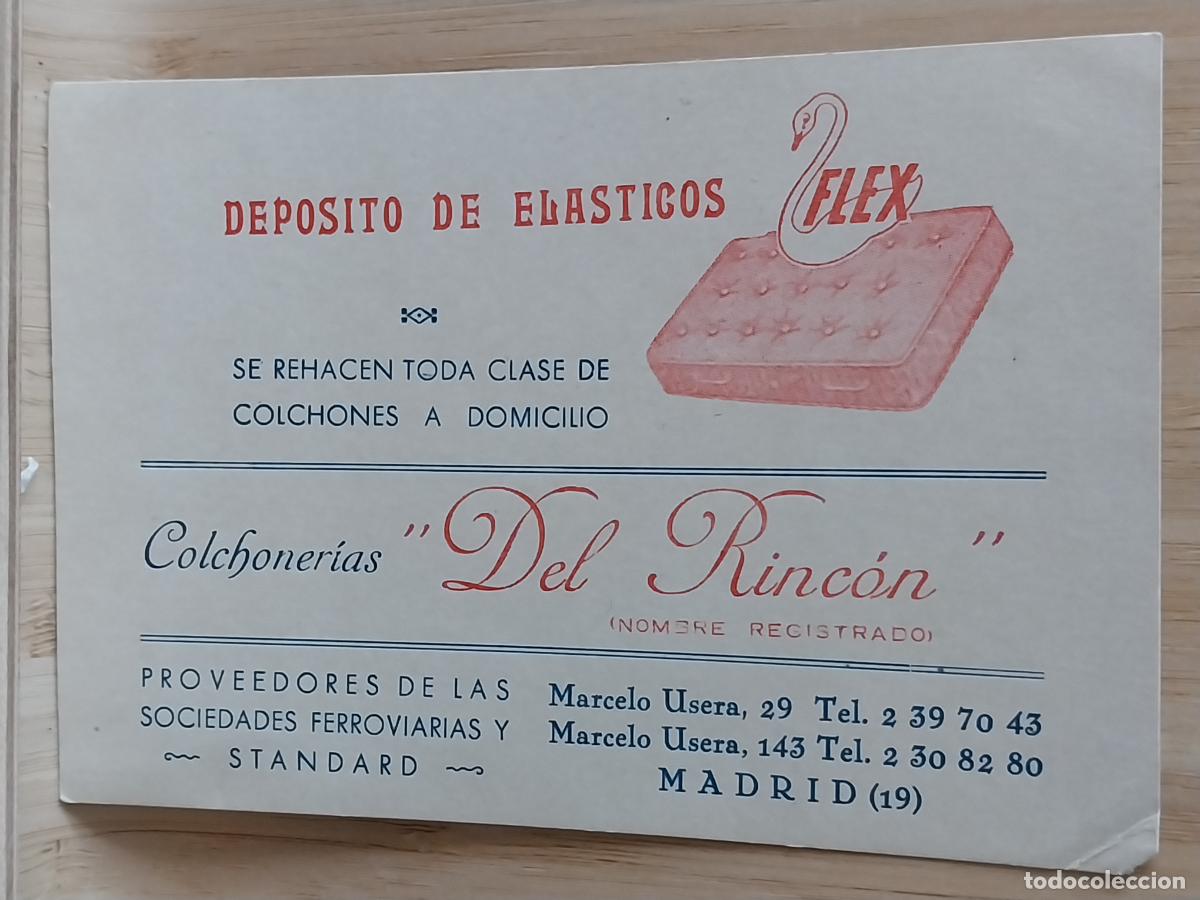 DEPOSITO DE ELASTICOS
FLEX
SE REHACEN TODA CLASE DE
COLCHONES A DOMICILIO
Colchonerías "Del Rincón"
(NOMBRE REGISTRADO)
PROVEEDORES DE LAS
SOCIEDADES FERROVIARIAS Y
STANDARD
Marcelo Usera, 29 Tel. 2 39 70 43
Marcelo Usera, 143 Tel. 2 30 82 80
MADRID (19)
todocoleccion